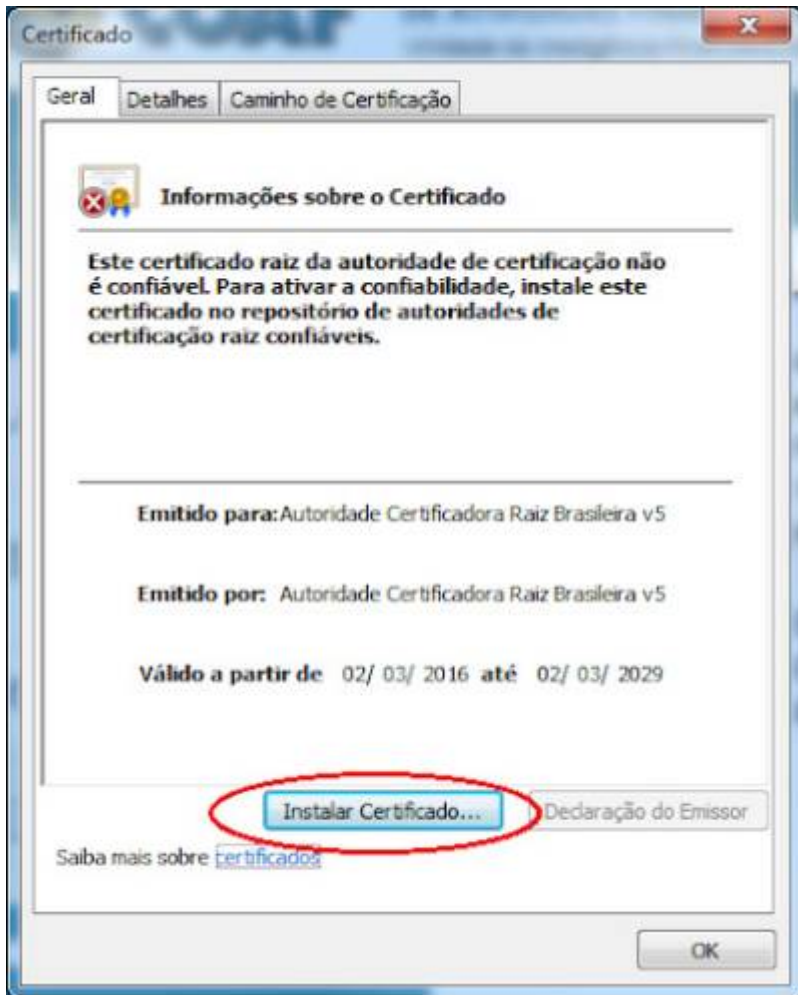 Certificado
Geral Detalhes Caminho de Certificação
Informações sobre o Certificado
Este certificado raiz da autoridade de certificação não
é confiável. Para ativar a confiabilidade, instale este
certificado no repositório de autoridades de
certificação raiz confiáveis.
Emitido para: Autoridade Certificadora Raiz Brasileira v5
Emitido por: Autoridade Certificadora Raiz Brasileira v5
Válido a partir de 02/ 03/ 2016 até 02/ 03/ 2029
Instalar Certificado... Declaração do Emissor
Saiba mais sobre certificados
OK